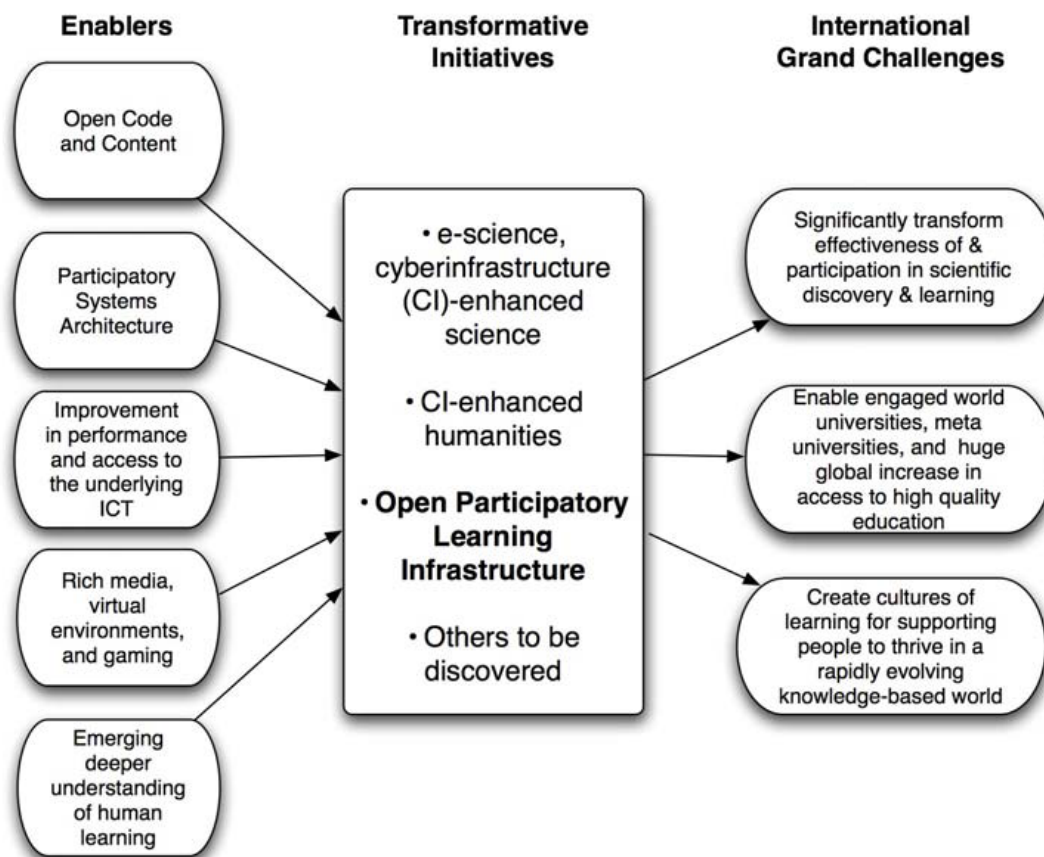 Enablers
Open Code
and Content
Participatory
Systems
Architecture
Improvement
in performance
and access to
the underlying
ICT
Rich media,
virtual
environments,
and gaming
Emerging
deeper
understanding
of human
learning
Transformative
Initiatives
• e-science,
cyberinfrastructure
(CI)-enhanced
science
• CI-enhanced
humanities
• Open Participatory
Learning
Infrastructure
• Others to be
discovered
International
Grand Challenges
Significantly transform
effectiveness of &
participation in scientific
discovery & learning
Enable engaged world
universities, meta
universities, and huge
global increase in
access to high quality
education
Create cultures of
learning for supporting
people to thrive in a
rapidly evolving
knowledge-based world